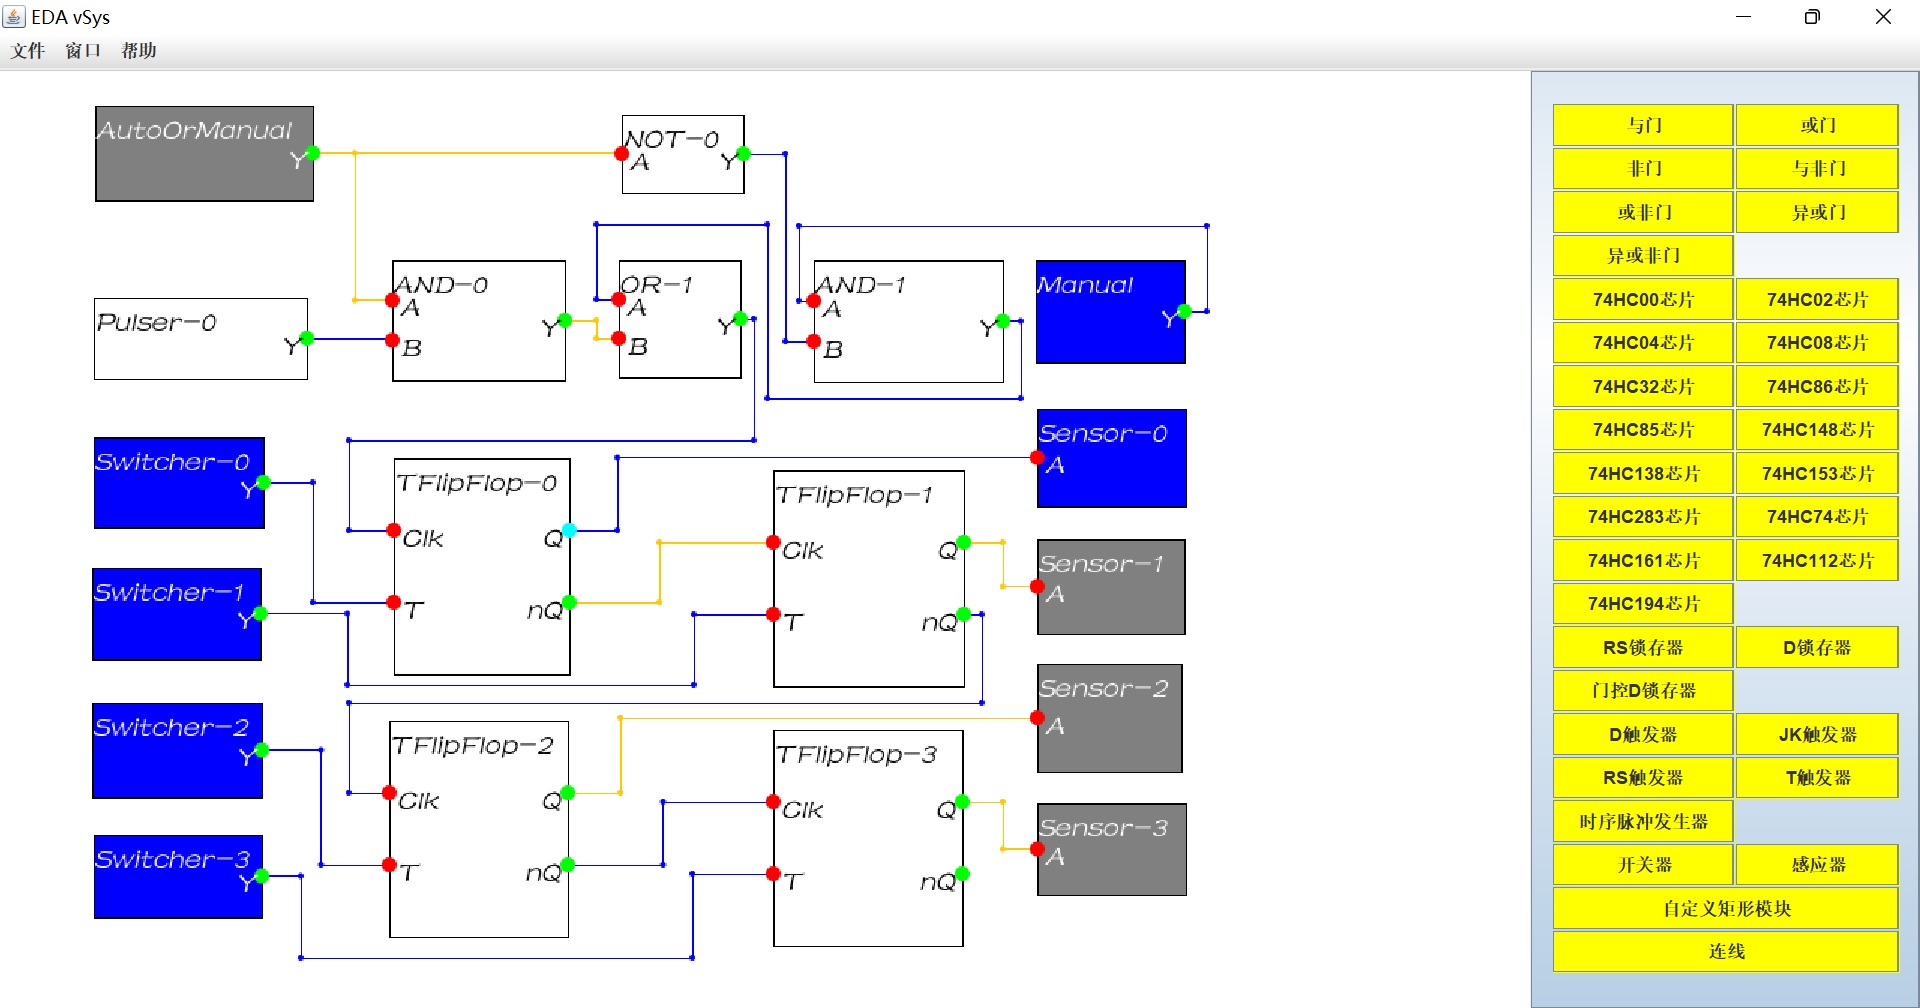 EDA vSys
文件 窗口 帮助
AutoOrManual
Y
NOT-0
A Y
Pulser-0
Y
AND-0
A
Y
B
OR-1
A
Y
B
AND-1
A
Y
B
Manual
Y
Switcher-0
Y
Switcher-1
Y
Switcher-2
Y
Switcher-3
Y
TFlipFlop-0
Clk Q
T nQ
TFlipFlop-1
Clk Q
T nQ
TFlipFlop-2
Clk Q
T nQ
TFlipFlop-3
Clk Q
T nQ
Sensor-0
A
Sensor-1
A
Sensor-2
A
Sensor-3
A
与门 或门
非门 与非门
或非门 异或门
异或非门
74HC00芯片 74HC02芯片
74HC04芯片 74HC08芯片
74HC32芯片 74HC86芯片
74HC85芯片 74HC148芯片
74HC138芯片 74HC153芯片
74HC283芯片 74HC74芯片
74HC161芯片 74HC112芯片
74HC194芯片
RS锁存器 D锁存器
门控D锁存器
D触发器 JK触发器
RS触发器 T触发器
时序脉冲发生器
开关器 感应器
自定义矩形模块
连线